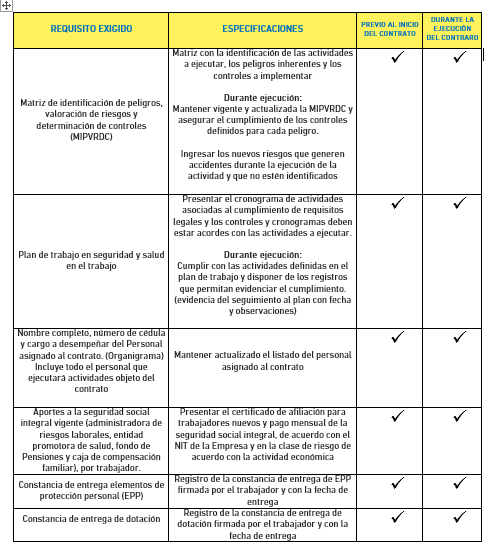 REQUISITO EXIGIDO
ESPECIFICACIONES
PREVIO AL INICIO
DEL CONTRATO
DURANTE LA
EJECUCIÓN
DEL CONTRARO
Matriz de identificación de peligros,
valoración de riesgos y
determinación de controles
(MIPVRDC)
Matriz con la identificación de las actividades
a ejecutar, los peligros inherentes y los
controles a implementar
Durante ejecución:
Mantener vigente y actualizada la MIPVRDC y
asegurar el cumplimiento de los controles
definidos para cada peligro.
Ingresar los nuevos riesgos que generen
accidentes durante la ejecución de la
actividad y que no estén identificados
✓ ✓
Plan de trabajo en seguridad y salud
en el trabajo
Presentar el cronograma de actividades
asociadas al cumplimiento de requisitos
legales y los controles y cronogramas deben
estar acordes con las actividades a ejecutar.
Durante ejecución:
Cumplir con las actividades definidas en el
plan de trabajo y disponer de los registros
que permitan evidenciar el cumplimiento.
(evidencia del seguimiento al plan con fecha
y observaciones)
✓ ✓
Nombre completo, número de cédula
y cargo a desempeñar del Personal
asignado al contrato. (Organigrama)
Incluye todo el personal que
ejecutará actividades objeto del
contrato
Mantener actualizado el listado del personal
asignado al contrato
✓ ✓
Aportes a la seguridad social
integral vigente (administradora de
riesgos laborales, entidad
promotora de salud, fondo de
Pensiones y caja de compensación
familiar), por trabajador.
Presentar el certificado de afiliación para
trabajadores nuevos y pago mensual de la
seguridad social integral, de acuerdo con el
NIT de la Empresa y en la clase de riesgo de
acuerdo con la actividad económica
✓ ✓
Constancia de entrega elementos de
protección personal (EPP)
Registro de la constancia de entrega de EPP
firmada por el trabajador y con la fecha de
entrega
✓ ✓
Constancia de entrega de dotación
Registro de la constancia de entrega de
dotación firmada por el trabajador y con la
fecha de entrega
✓ ✓